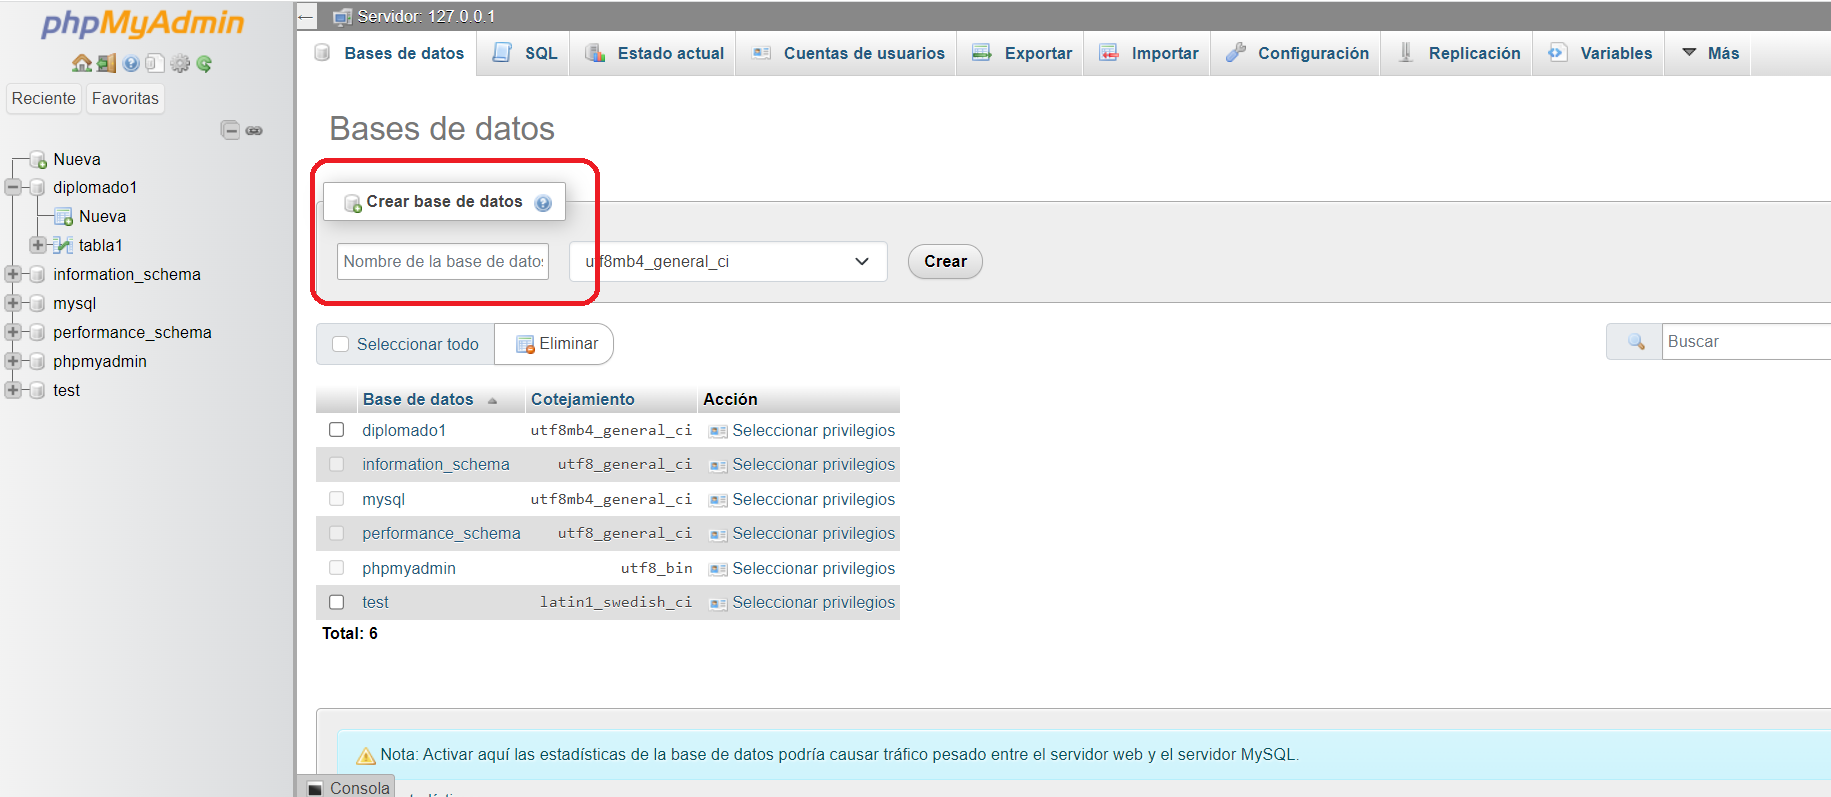 phpMyAdmin
Reciente
Favoritas
Nueva
diplomado1
Nueva
tabla1
information_schema
mysql
performance_schema
phpmyadmin
test
Servidor: 127.0.0.1
Bases de datos
SQL
Estado actual
Cuentas de usuarios
Exportar
Importar
Configuración
Replicación
Variables
Más
Bases de datos
Crear base de datos
Nombre de la base de datos
utf8mb4_general_ci
Crear
Seleccionar todo
Eliminar
Buscar
Base de datos Cotejamiento Acción
diplomado1 utf8mb4_general_ci Seleccionar privilegios
information_schema utf8_general_ci Seleccionar privilegios
mysql utf8mb4_general_ci Seleccionar privilegios
performance_schema utf8_general_ci Seleccionar privilegios
phpmyadmin utf8_bin Seleccionar privilegios
test latin1_swedish_ci Seleccionar privilegios
Total: 6
Nota: Activar aquí las estadísticas de la base de datos podría causar tráfico pesado entre el servidor web y el servidor MySQL.
Consola